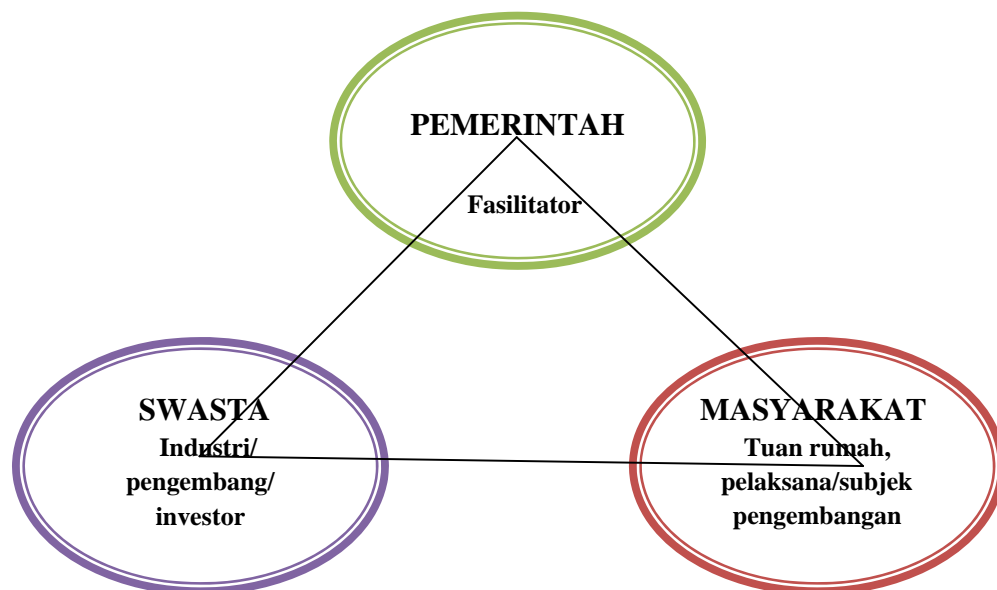 PEMERINTAH
Fasilitator
SWASTA
Industri/
pengembang/
investor
MASYARAKAT
Tuan rumah,
pelaksana/subjek
pengembangan